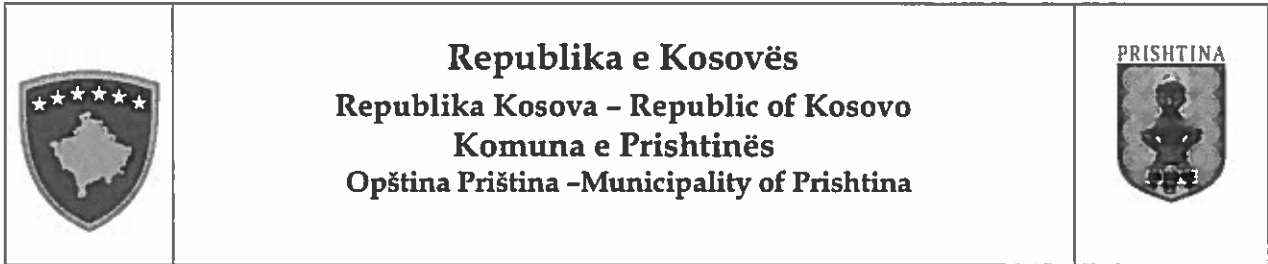 Republika e Kosovës
Republika Kosova – Republic of Kosovo
Komuna e Prishtinës
Opština Priština –Municipality of Prishtina
PRISHTINA